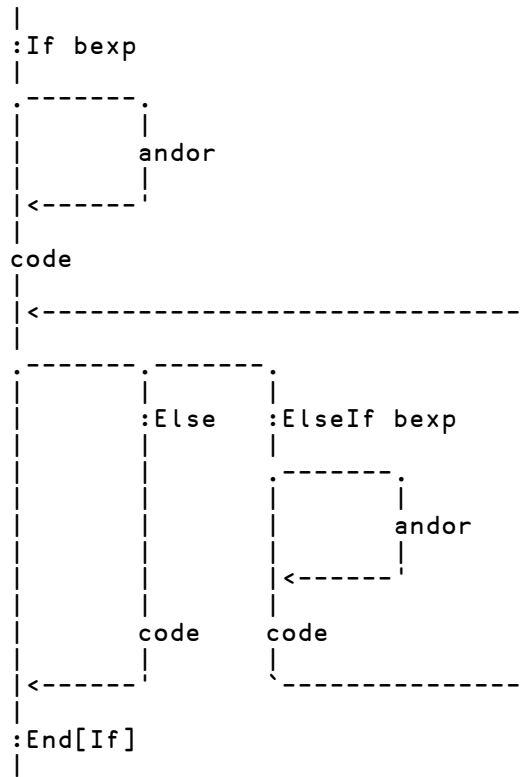 :If bexp
andor
code
:Else :ElseIf bexp
andor
code code
:End[If]